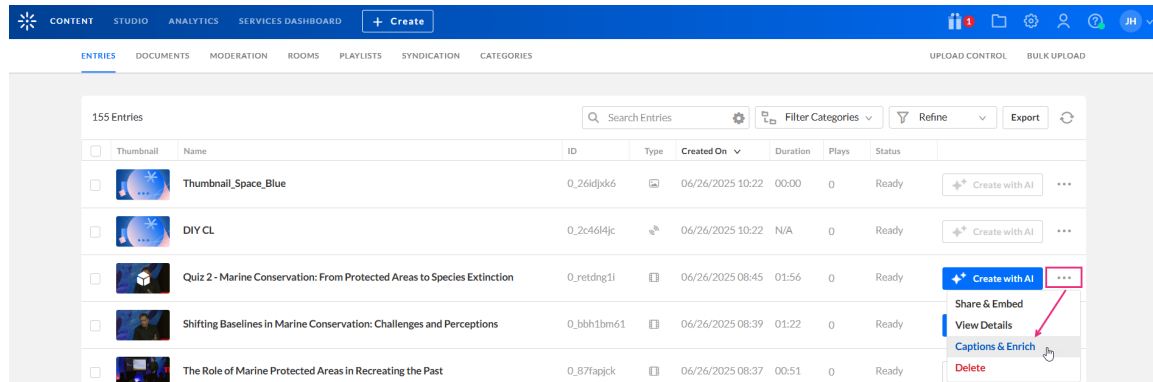 CONTENT STUDIO ANALYTICS SERVICES DASHBOARD + Create 1 JH
ENTRIES DOCUMENTS MODERATION ROOMS PLAYLISTS SYNDICATION CATEGORIES UPLOAD CONTROL BULK UPLOAD
155 Entries Search Entries Filter Categories Refine Export
Thumbnail Name ID Type Created On Duration Plays Status
Thumbnail_Space_Blue 0_26idjxk6 06/26/2025 10:22 00:00 0 Ready Create with AI
DIY CL 0_2c46l4jc 06/26/2025 10:22 N/A 0 Ready Create with AI
Quiz 2 - Marine Conservation: From Protected Areas to Species Extinction 0_retdng1i 06/26/2025 08:45 01:56 0 Ready Create with AI
Share & Embed
Shifting Baselines in Marine Conservation: Challenges and Perceptions 0_bbh1bm61 06/26/2025 08:39 01:22 0 Ready View Details
Captions & Enrich
The Role of Marine Protected Areas in Recreating the Past 0_87fapjck 06/26/2025 08:37 00:51 0 Ready Delete